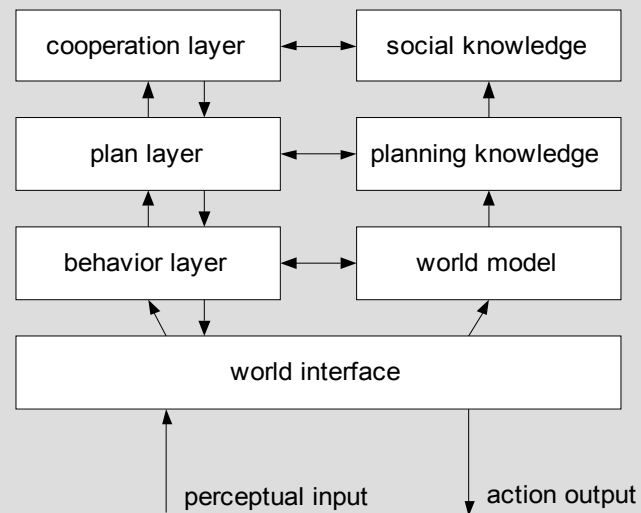 cooperation layer
social knowledge
plan layer
planning knowledge
behavior layer
world model
world interface
perceptual input
action output